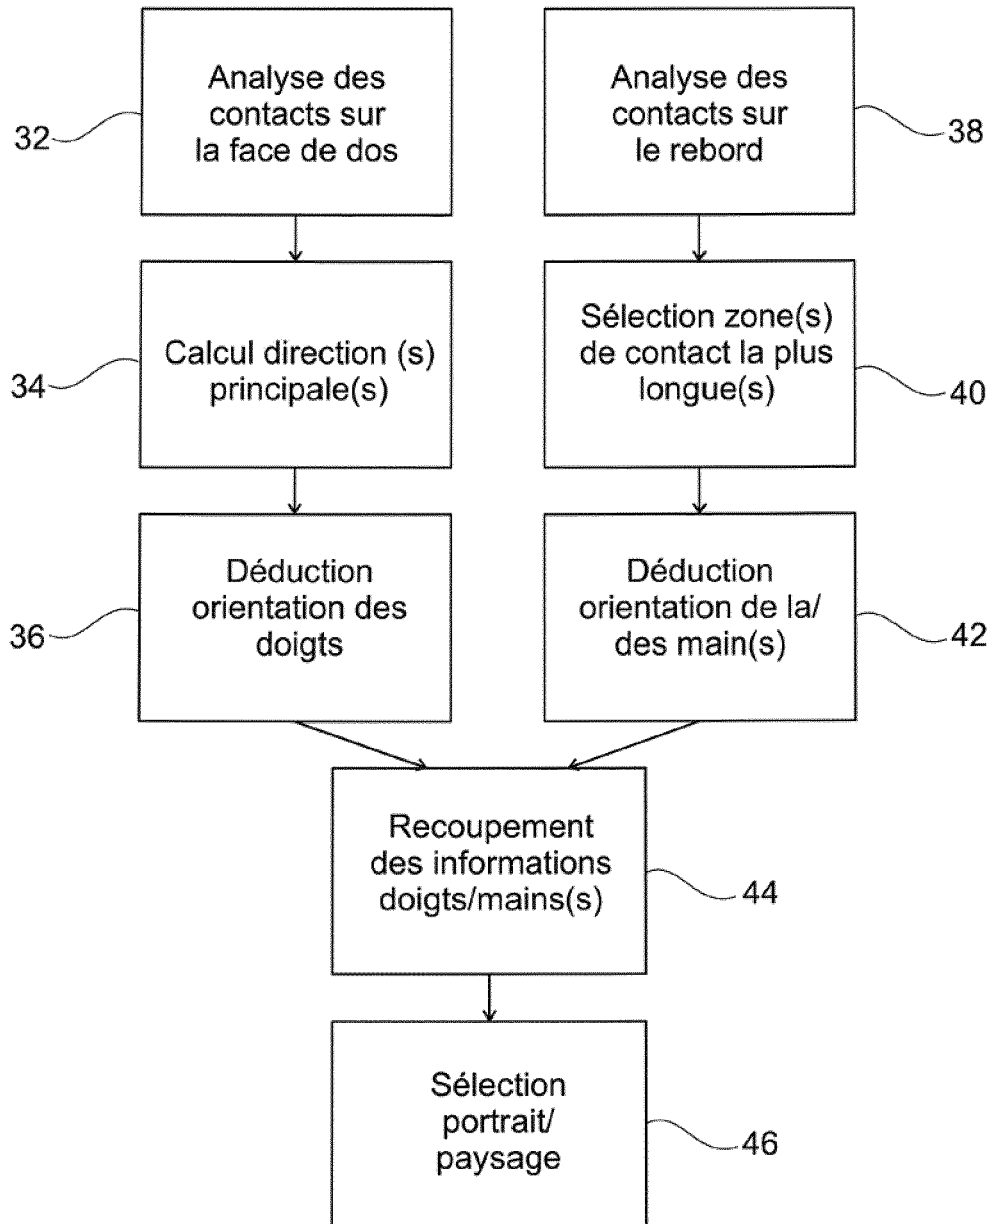 Analyse des
contacts sur
la face de dos
32
Analyse des
contacts sur
le rebord
38
Calcul direction (s)
principale(s)
34
Sélection zone(s)
de contact la plus
longue(s)
40
Déduction
orientation des
doigts
36
Déduction
orientation de la/
des main(s)
42
Recoupement
des informations
doigts/mains(s)
44
Sélection
portrait/
paysage
46